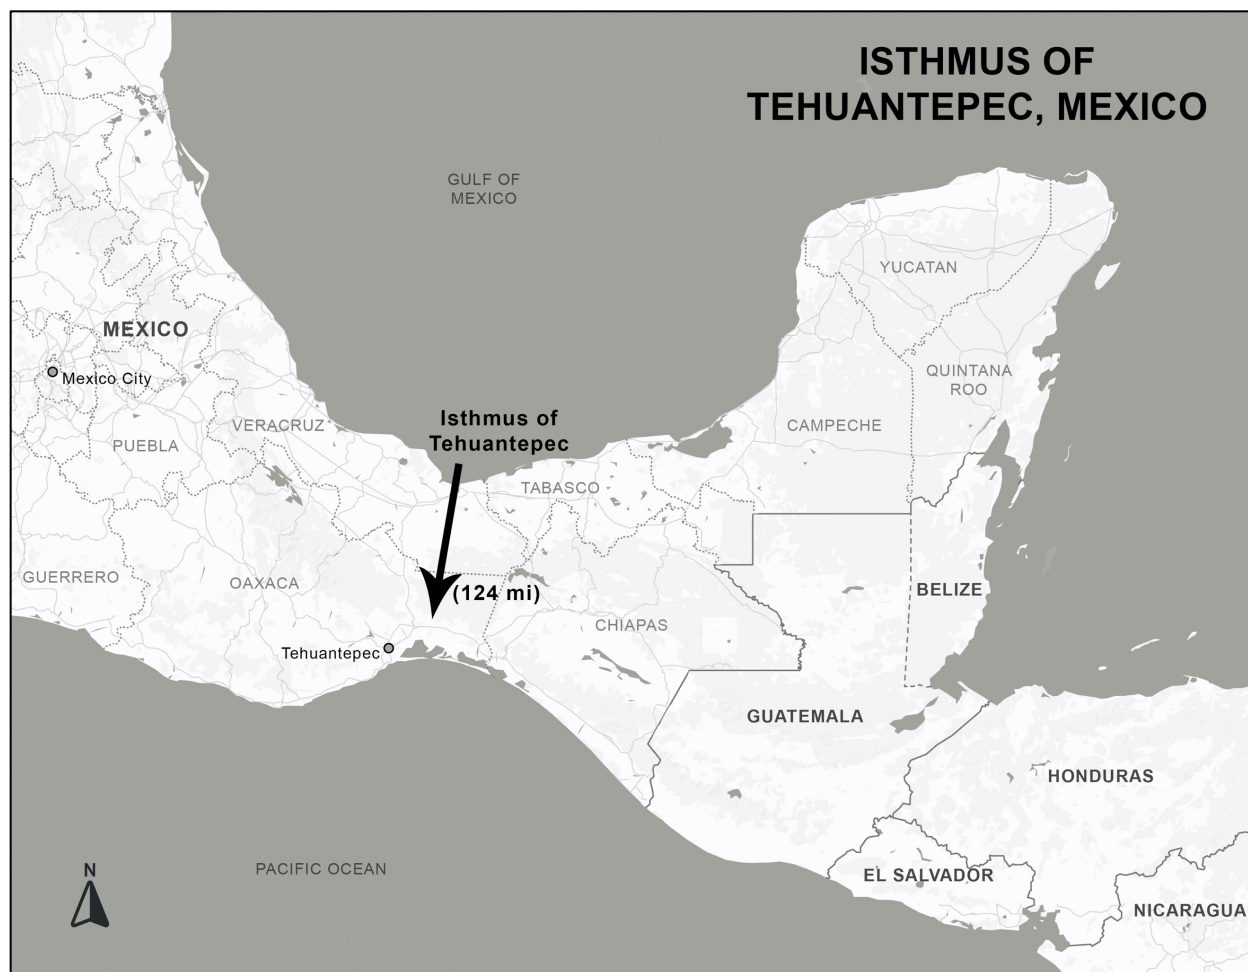 ISTHMUS OF
TEHUANTEPEC, MEXICO
GULF OF
MEXICO
YUCATAN
MEXICO
Mexico City
QUINTANA
ROO
Isthmus of
Tehuantepec
VERACRUZ
CAMPECHE
PUEBLA
TABASCO
GUERRERO
OAXACA
(124 mi)
BELIZE
CHIAPAS
Tehuantepec
GUATEMALA
HONDURAS
PACIFIC OCEAN
N
EL SALVADOR
NICARAGUA